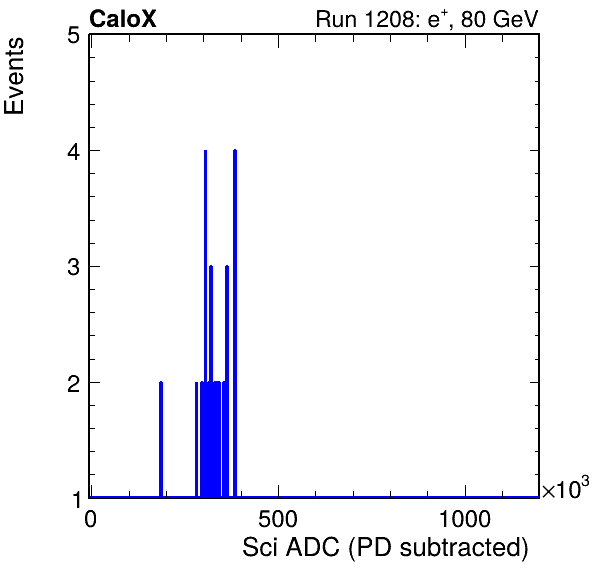 CaloX Run 1208: e⁺, 80 GeV
Events
5
4
3
2
1
0 500 1000 ×10³
Sci ADC (PD subtracted)